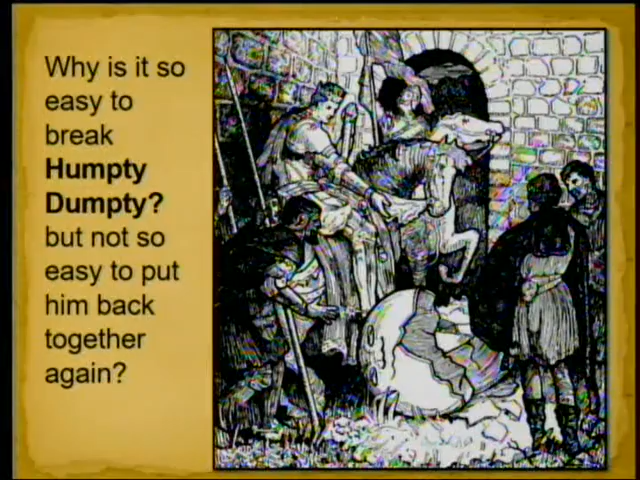 Why is it so
easy to
break
Humpty
Dumpty?
but not so
easy to put
him back
together
again?